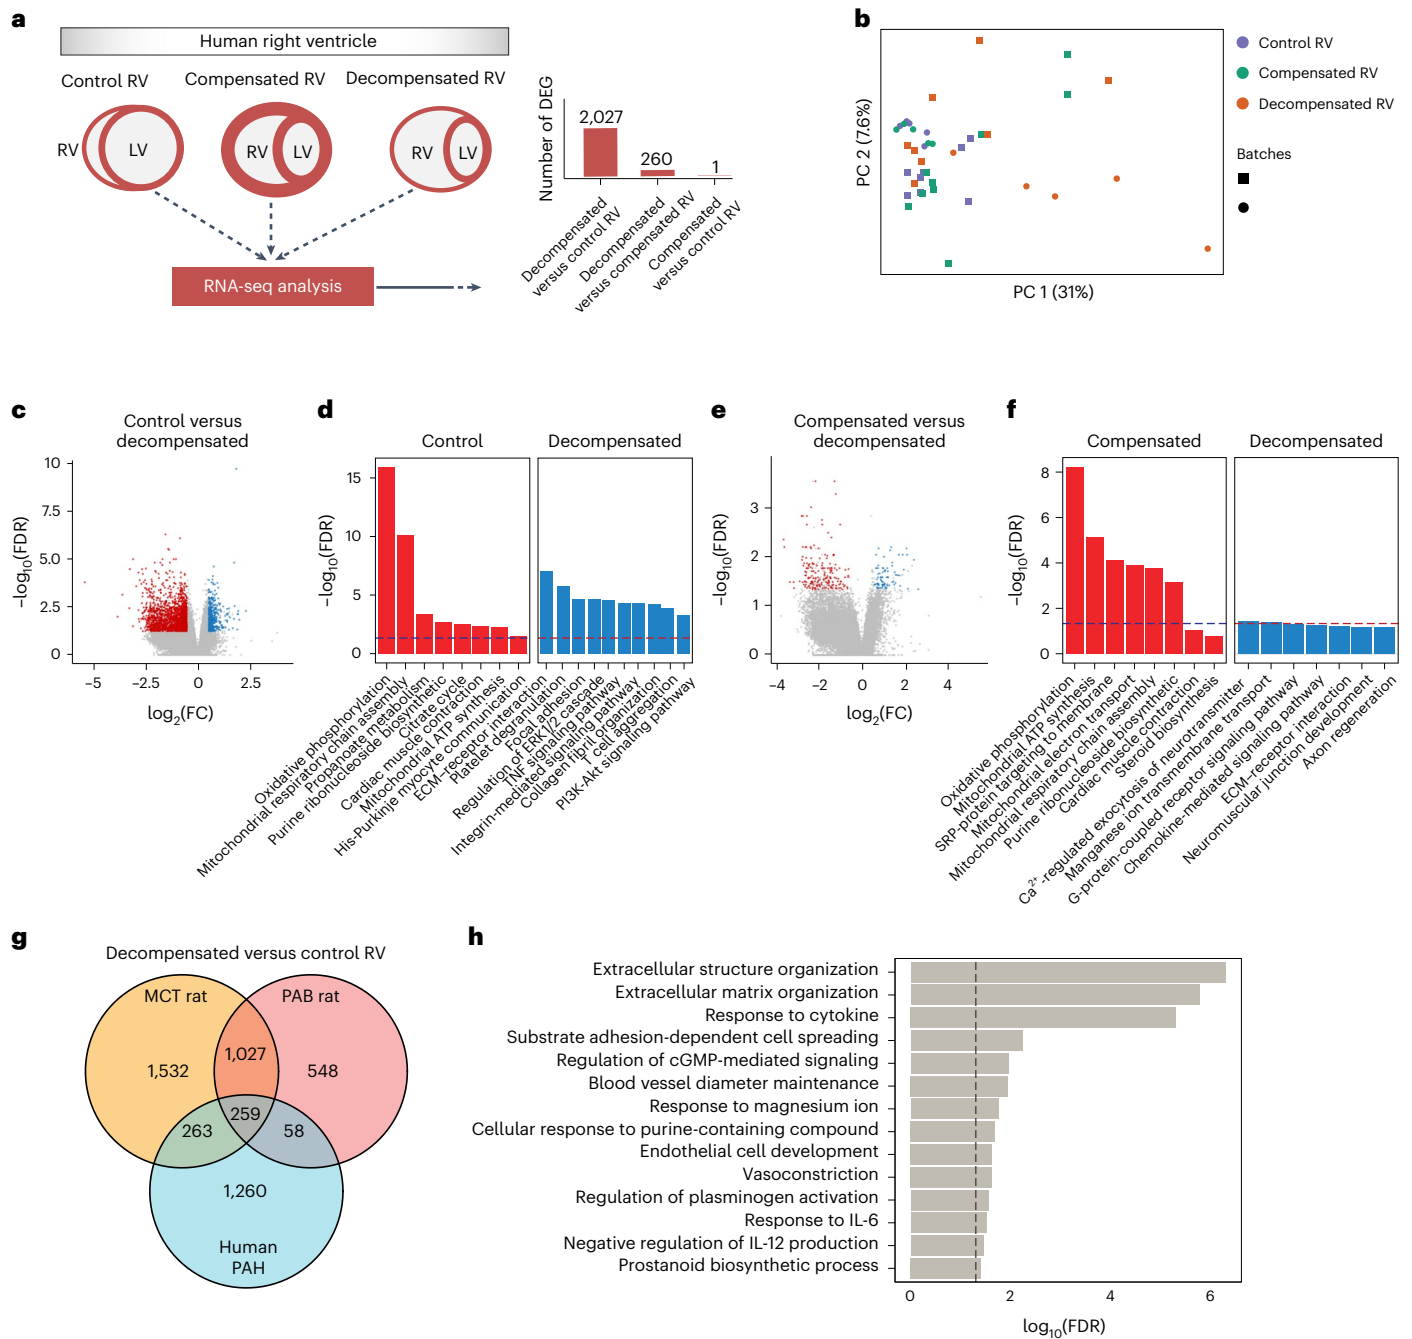 a
Human right ventricle
Control RV
Compensated RV
Decompensated RV
RV
LV
RV
LV
RV
LV
RNA-seq analysis
Number of DEG
2,027
260
1
Decompensated
versus control RV
Decompensated
versus compensated RV
Compensated
versus control RV
b
PC 2 (7.6%)
PC 1 (31%)
Control RV
Compensated RV
Decompensated RV
Batches
c
Control versus
decompensated
−log10(FDR)
10
7.5
5.0
2.5
0
−5
−2.5
0
2.5
log2(FC)
d
Control
Decompensated
−log10(FDR)
15
10
5
0
Oxidative phosphorylation
Mitochondrial respiratory chain assembly
Propanoate metabolism
Purine ribonucleoside biosynthetic
Citrate cycle
Cardiac muscle contraction
Mitochondrial ATP synthesis
His-Purkinje myocyte communication
ECM–receptor interaction
Platelet degranulation
Focal adhesion
Regulation of ERK1/2 cascade
TNF signaling pathway
Integrin-mediated signaling pathway
Collagen fibril organization
T cell aggregation
PI3K-Akt signaling pathway
e
Compensated versus
decompensated
−log10(FDR)
3
2
1
0
−4
−2
0
2
4
log2(FC)
f
Compensated
Decompensated
−log10(FDR)
8
6
4
2
0
Oxidative phosphorylation
Mitochondrial ATP synthesis
SRP-protein targeting to membrane
Mitochondrial electron transport
Mitochondrial respiratory chain assembly
Purine ribonucleoside biosynthetic
Cardiac muscle contraction
Steroid biosynthesis
Ca2+-regulated exocytosis of neurotransmitter
Manganese ion transmembrane transport
G-protein-coupled receptor signaling pathway
Chemokine-mediated signaling pathway
ECM–receptor interaction
Neuromuscular junction development
Axon regeneration
g
Decompensated versus control RV
MCT rat
PAB rat
1,027
1,532
548
259
263
58
1,260
Human
PAH
h
Extracellular structure organization
Extracellular matrix organization
Response to cytokine
Substrate adhesion-dependent cell spreading
Regulation of cGMP-mediated signaling
Blood vessel diameter maintenance
Response to magnesium ion
Cellular response to purine-containing compound
Endothelial cell development
Vasoconstriction
Regulation of plasminogen activation
Response to IL-6
Negative regulation of IL-12 production
Prostanoid biosynthetic process
0
2
4
6
log10(FDR)